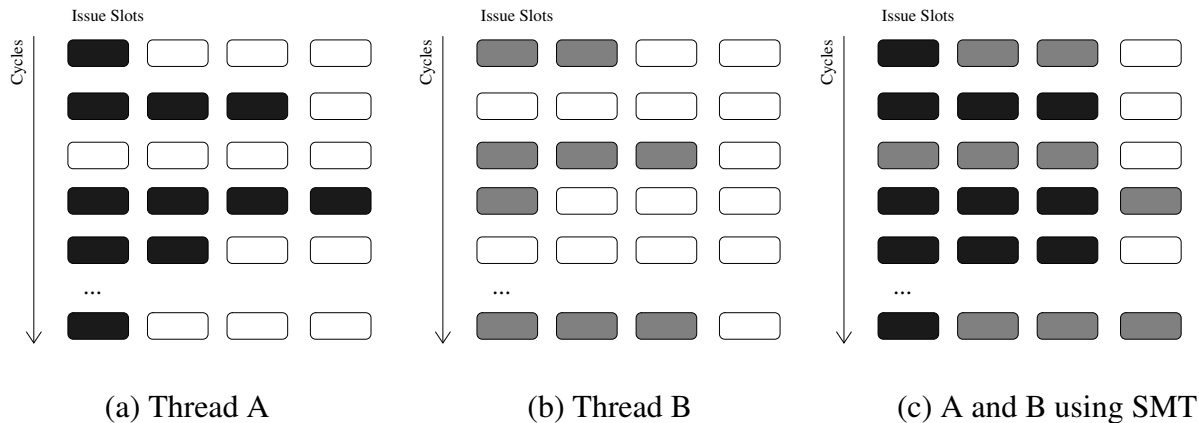 Issue Slots
Cycles
...
(a) Thread A
Issue Slots
Cycles
...
(b) Thread B
Issue Slots
Cycles
...
(c) A and B using SMT